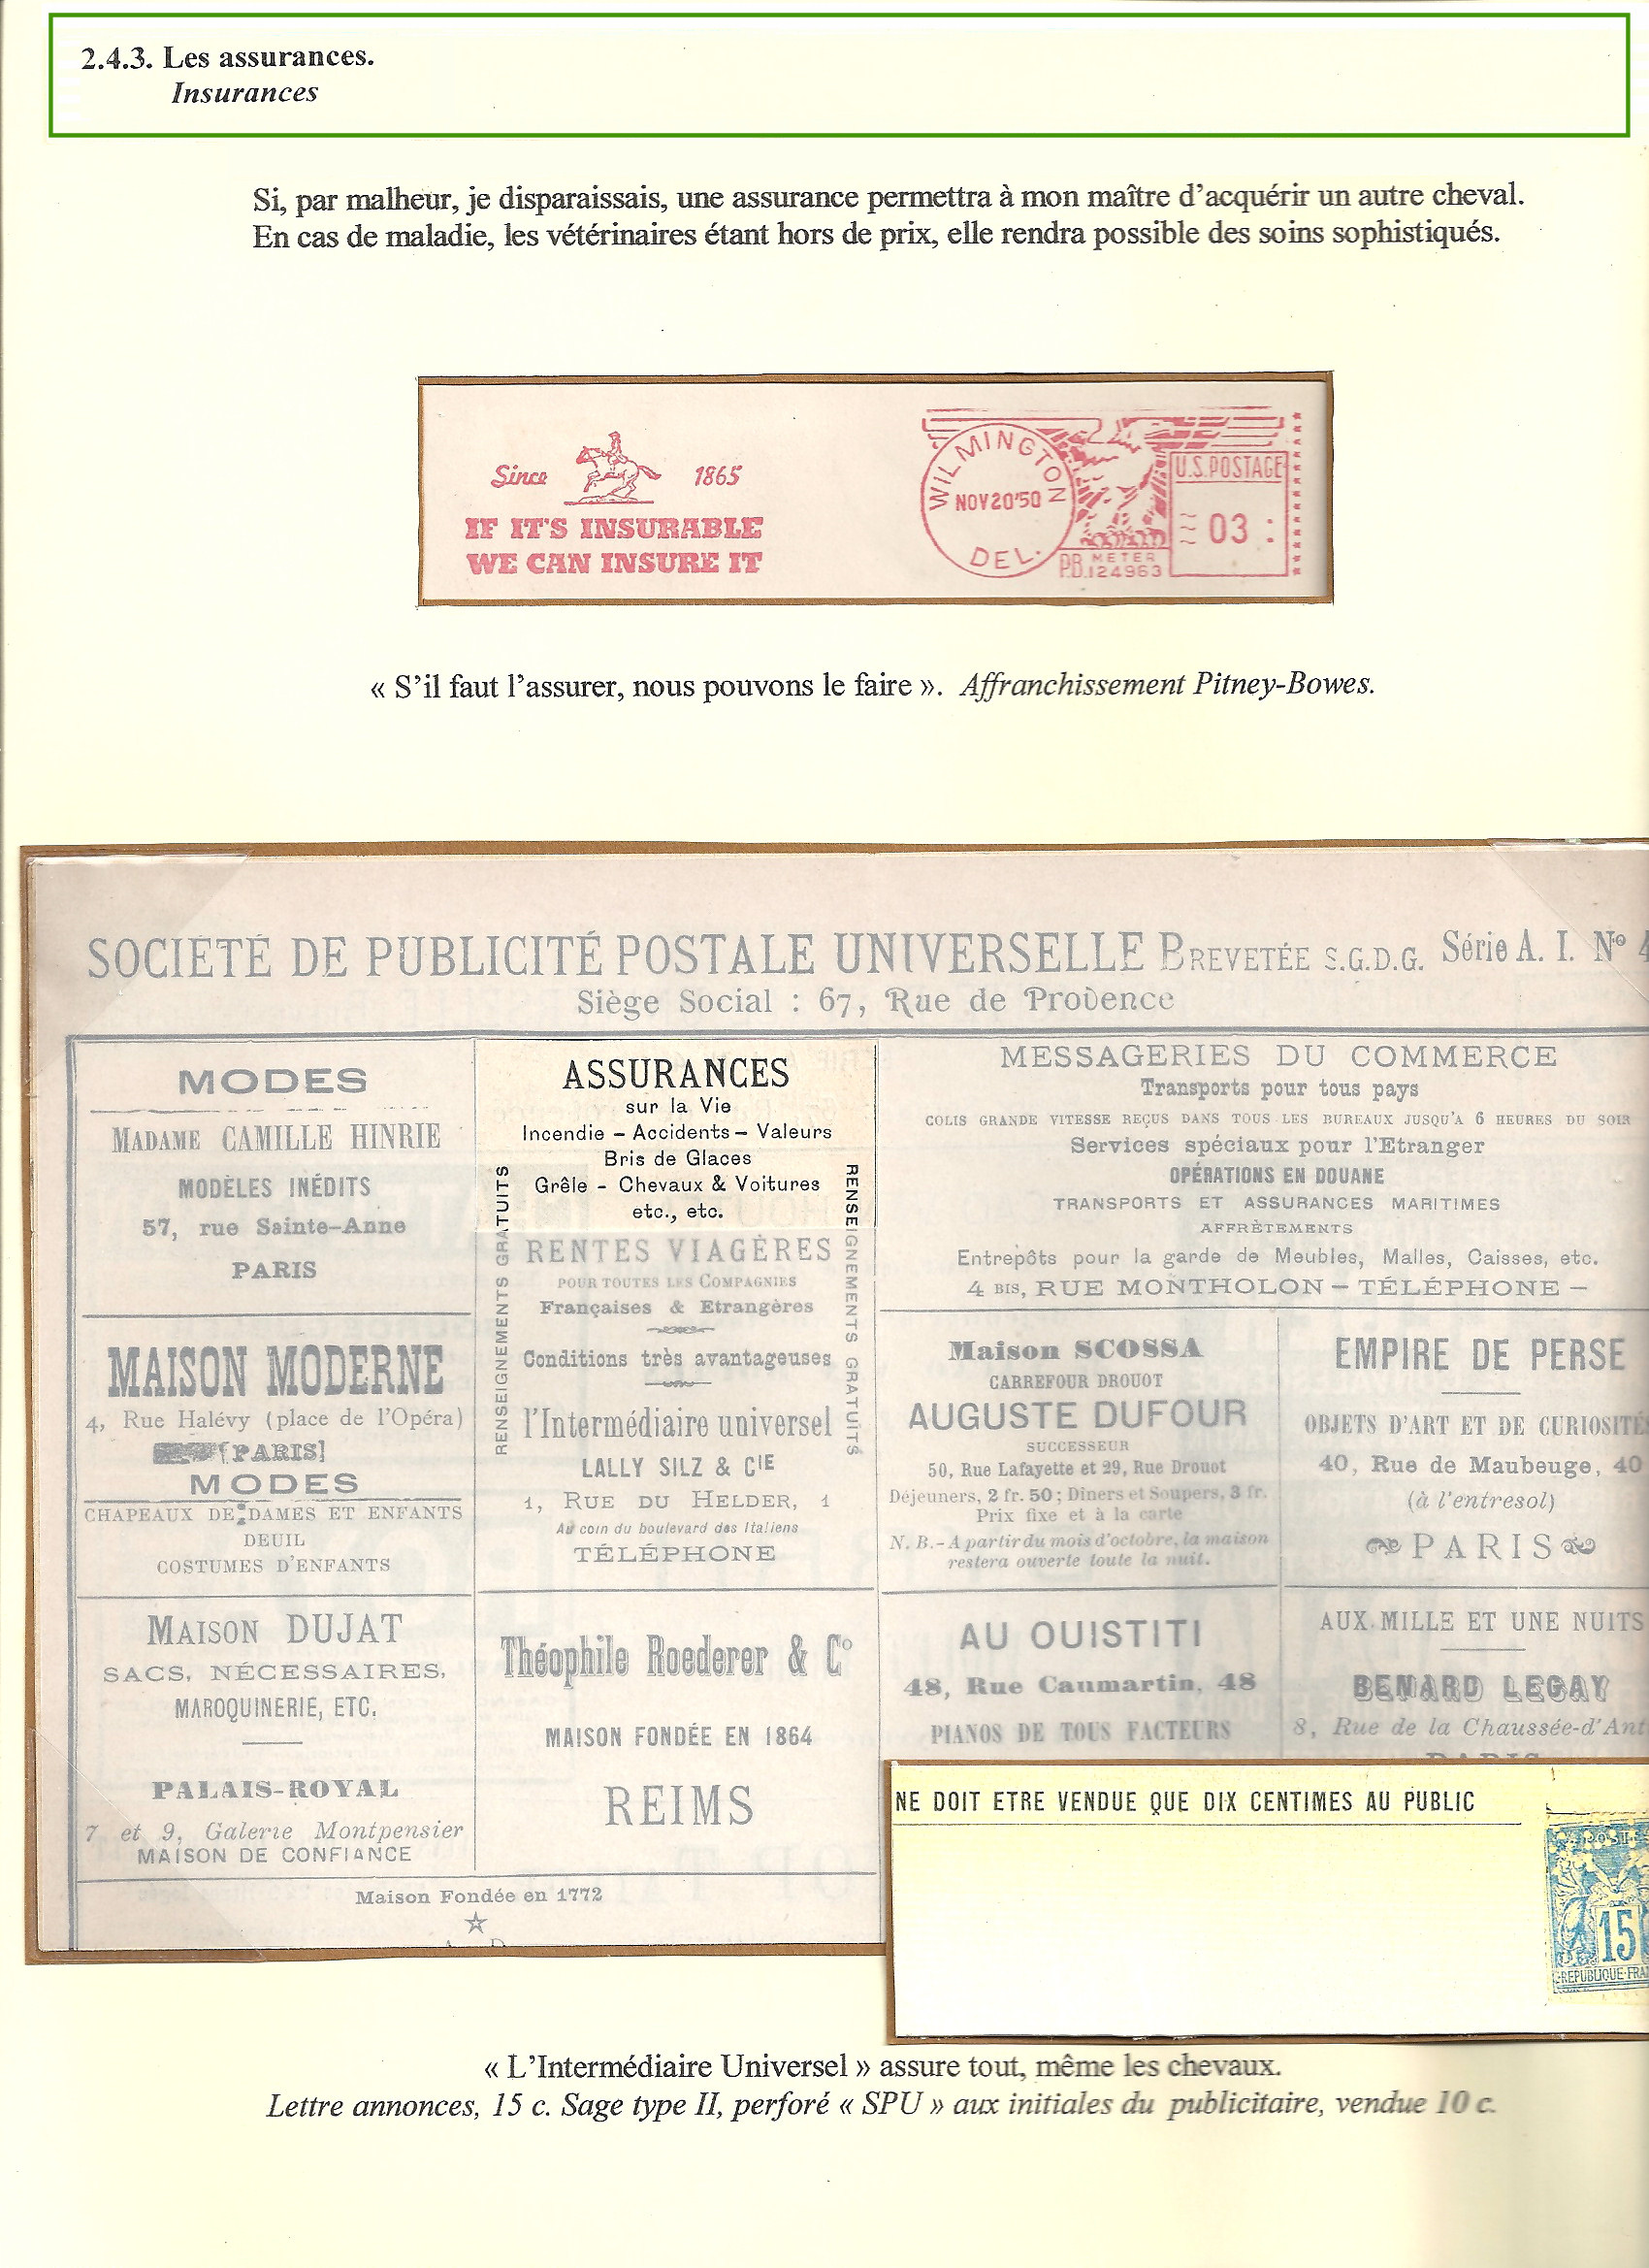 2.4.3. Les assurances.
Insurances
Si, par malheur, je disparaissais, une assurance permettra à mon maître d'acquérir un autre cheval.
En cas de maladie, les vétérinaires étant hors de prix, elle rendra possible des soins sophistiqués.
Since 1865
IF IT'S INSURABLE
WE CAN INSURE IT
WILMINGTON
NOV 20'50
DEL.
U.S. POSTAGE
03
P.B. METER
124963
« S'il faut l'assurer, nous pouvons le faire ». Affranchissement Pitney-Bowes.
SOCIÉTÉ DE PUBLICITÉ POSTALE UNIVERSELLE BREVETÉE S.G.D.G. Série A. I. Nº 4
Siège Social : 67, Rue de Provence
MODES
MADAME CAMILLE HINRIE
MODÈLES INÉDITS
57, rue Sainte-Anne
PARIS
MAISON MODERNE
4, Rue Halévy (place de l'Opéra)
[PARIS]
MODES
CHAPEAUX DE DAMES ET ENFANTS
DEUIL
COSTUMES D'ENFANTS
MAISON DUJAT
SACS, NÉCESSAIRES,
MAROQUINERIE, ETC.
PALAIS-ROYAL
7 et 9, Galerie Montpensier
MAISON DE CONFIANCE
ASSURANCES
sur la Vie
Incendie – Accidents – Valeurs
Bris de Glaces
Grêle - Chevaux & Voitures
etc., etc.
RENTES VIAGÈRES
POUR TOUTES LES COMPAGNIES
Françaises & Etrangères
Conditions très avantageuses
l'Intermédiaire universel
LALLY SILZ & CIE
1, RUE DU HELDER, 1
Au coin du boulevard des Italiens
TÉLÉPHONE
RENSEIGNEMENTS GRATUITS
RENSEIGNEMENTS GRATUITS
Théophile Roederer & Cº
MAISON FONDÉE EN 1864
REIMS
Maison Fondée en 1772
MESSAGERIES DU COMMERCE
Transports pour tous pays
COLIS GRANDE VITESSE REÇUS DANS TOUS LES BUREAUX JUSQU'A 6 HEURES DU SOIR
Services spéciaux pour l'Etranger
OPÉRATIONS EN DOUANE
TRANSPORTS ET ASSURANCES MARITIMES
AFFRÈTEMENTS
Entrepôts pour la garde de Meubles, Malles, Caisses, etc.
4 BIS, RUE MONTHOLON – TÉLÉPHONE –
Maison SCOSSA
CARREFOUR DROUOT
AUGUSTE DUFOUR
SUCCESSEUR
50, Rue Lafayette et 29, Rue Drouot
Déjeuners, 2 fr. 50 ; Dîners et Soupers, 3 fr.
Prix fixe et à la carte
N. B. - A partir du mois d'octobre, la maison
restera ouverte toute la nuit.
EMPIRE DE PERSE
OBJETS D'ART ET DE CURIOSITÉ
40, Rue de Maubeuge, 40
(à l'entresol)
PARIS
AU OUISTITI
48, Rue Caumartin, 48
PIANOS DE TOUS FACTEURS
AUX MILLE ET UNE NUITS
BENARD LEGAY
8, Rue de la Chaussée-d'Ant
PARIS
NE DOIT ETRE VENDUE QUE DIX CENTIMES AU PUBLIC
15
REPUBLIQUE FRA
« L'Intermédiaire Universel » assure tout, même les chevaux.
Lettre annonces, 15 c. Sage type II, perforé « SPU » aux initiales du publicitaire, vendue 10 c.